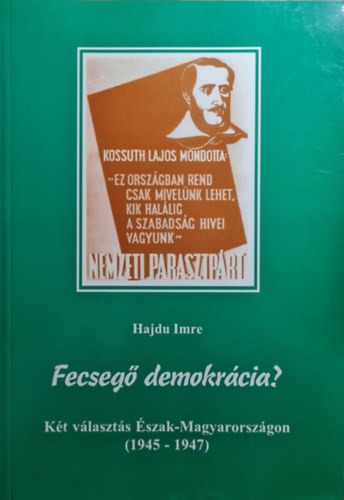 KOSSUTH LAJOS MONDOTTA:
"EZ ORSZÁGBAN REND
CSAK MIVELÜNK LEHET,
KIK HALÁLIG
A SZABADSÁG HIVEI
VAGYUNK"
NEMZETI PARASZTPÁRT
Hajdu Imre
Fecsegő demokrácia?
Két választás Észak-Magyarországon
(1945 - 1947)